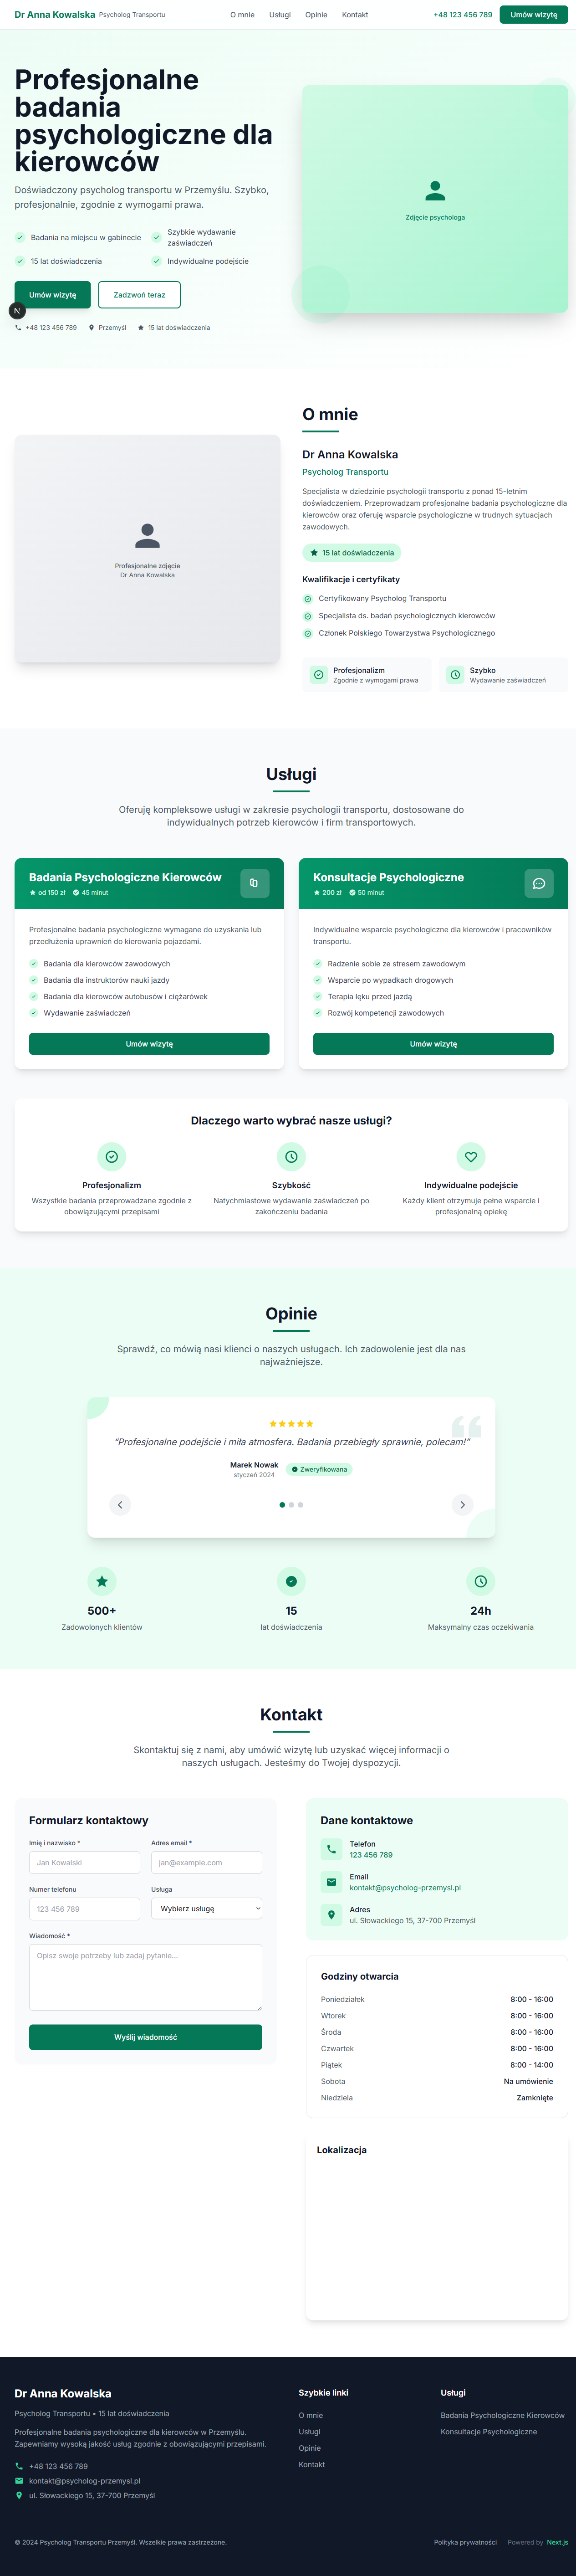 Dr Anna Kowalska Psycholog Transportu
O mnie Usługi Opinie Kontakt
+48 123 456 789 Umów wizytę
Profesjonalne
badania
psychologiczne dla
kierowców
Doświadczony psycholog transportu w Przemyślu. Szybko,
profesjonalnie, zgodnie z wymogami prawa.
Badania na miejscu w gabinecie
Szybkie wydawanie
zaświadczeń
15 lat doświadczenia
Indywidualne podejście
Umów wizytę Zadzwoń teraz
N
+48 123 456 789 Przemyśl 15 lat doświadczenia
Zdjęcie psychologa
Profesjonalne zdjęcie
Dr Anna Kowalska
O mnie
Dr Anna Kowalska
Psycholog Transportu
Specjalista w dziedzinie psychologii transportu z ponad 15-letnim
doświadczeniem. Przeprowadzam profesjonalne badania psychologiczne dla
kierowców oraz oferuję wsparcie psychologiczne w trudnych sytuacjach
zawodowych.
15 lat doświadczenia
Kwalifikacje i certyfikaty
Certyfikowany Psycholog Transportu
Specjalista ds. badań psychologicznych kierowców
Członek Polskiego Towarzystwa Psychologicznego
Profesjonalizm
Zgodnie z wymogami prawa
Szybko
Wydawanie zaświadczeń
Usługi
Oferuję kompleksowe usługi w zakresie psychologii transportu, dostosowane do
indywidualnych potrzeb kierowców i firm transportowych.
Badania Psychologiczne Kierowców
od 150 zł 45 minut
Profesjonalne badania psychologiczne wymagane do uzyskania lub
przedłużenia uprawnień do kierowania pojazdami.
Badania dla kierowców zawodowych
Badania dla instruktorów nauki jazdy
Badania dla kierowców autobusów i ciężarówek
Wydawanie zaświadczeń
Umów wizytę
Konsultacje Psychologiczne
200 zł 50 minut
Indywidualne wsparcie psychologiczne dla kierowców i pracowników
transportu.
Radzenie sobie ze stresem zawodowym
Wsparcie po wypadkach drogowych
Terapia lęku przed jazdą
Rozwój kompetencji zawodowych
Umów wizytę
Dlaczego warto wybrać nasze usługi?
Profesjonalizm
Wszystkie badania przeprowadzane zgodnie z
obowiązującymi przepisami
Szybkość
Natychmiastowe wydawanie zaświadczeń po
zakończeniu badania
Indywidualne podejście
Każdy klient otrzymuje pełne wsparcie i
profesjonalną opiekę
Opinie
Sprawdź, co mówią nasi klienci o naszych usługach. Ich zadowolenie jest dla nas
najważniejsze.
"Profesjonalne podejście i miła atmosfera. Badania przebiegły sprawnie, polecam!"
Marek Nowak
styczeń 2024
Zweryfikowana
500+
Zadowolonych klientów
15
lat doświadczenia
24h
Maksymalny czas oczekiwania
Kontakt
Skontaktuj się z nami, aby umówić wizytę lub uzyskać więcej informacji o
naszych usługach. Jesteśmy do Twojej dyspozycji.
Formularz kontaktowy
Imię i nazwisko * Adres email *
Jan Kowalski jan@example.com
Numer telefonu Usługa
123 456 789 Wybierz usługę
Wiadomość *
Opisz swoje potrzeby lub zadaj pytanie...
Wyślij wiadomość
Dane kontaktowe
Telefon
123 456 789
Email
kontakt@psycholog-przemysl.pl
Adres
ul. Słowackiego 15, 37-700 Przemyśl
Godziny otwarcia
Poniedziałek 8:00 - 16:00
Wtorek 8:00 - 16:00
Środa 8:00 - 16:00
Czwartek 8:00 - 16:00
Piątek 8:00 - 14:00
Sobota Na umówienie
Niedziela Zamknięte
Lokalizacja
Dr Anna Kowalska
Psycholog Transportu • 15 lat doświadczenia
Profesjonalne badania psychologiczne dla kierowców w Przemyślu.
Zapewniamy wysoką jakość usług zgodnie z obowiązującymi przepisami.
+48 123 456 789
kontakt@psycholog-przemysl.pl
ul. Słowackiego 15, 37-700 Przemyśl
Szybkie linki
O mnie
Usługi
Opinie
Kontakt
Usługi
Badania Psychologiczne Kierowców
Konsultacje Psychologiczne
© 2024 Psycholog Transportu Przemyśl. Wszelkie prawa zastrzeżone.
Polityka prywatności Powered by Next.js